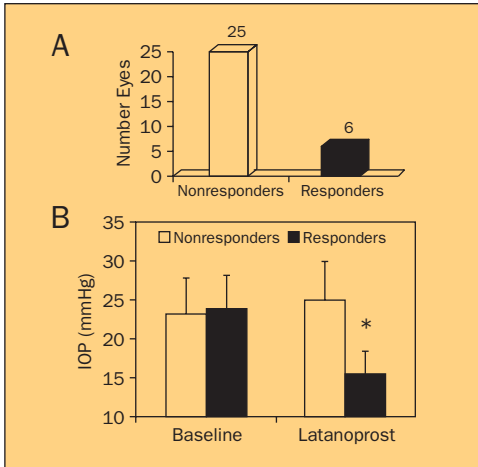 A
25
25
20
15
10
5
0
Number Eyes
6
Nonresponders Responders
B
35
30
25
20
15
10
IOP (mmHg)
Nonresponders Responders
*
Baseline Latanoprost